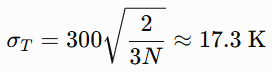 σ_T = 300√(2/(3N)) ≈ 17.3 K